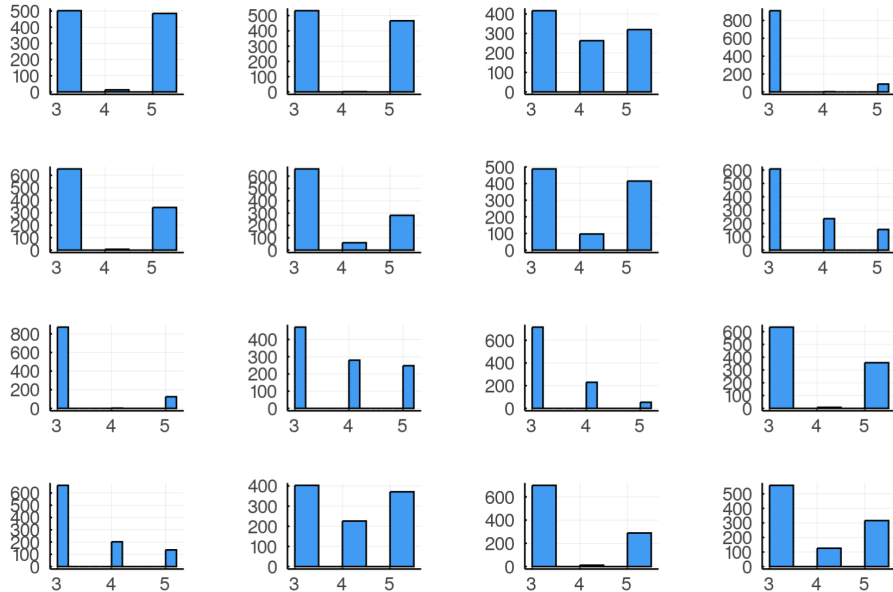 500 500 400 800
400 400 300 600
300 300 200 400
200 200 100 200
100 100 0 0
0 0
3 4 5 3 4 5 3 4 5 3 4 5
600 600 500 600
500 500 400 500
400 400 300 400
300 300 200 300
200 200 100 200
100 100 0 100
0 0 0
3 4 5 3 4 5 3 4 5 3 4 5
800 400 600 600
600 300 400 500
400 200 200 400
200 100 0 300
0 0 200
100
0
3 4 5 3 4 5 3 4 5 3 4 5
600 400 600 500
500 300 400 400
400 200 200 300
300 100 0 200
200 0 100
100 0
0
3 4 5 3 4 5 3 4 5 3 4 5